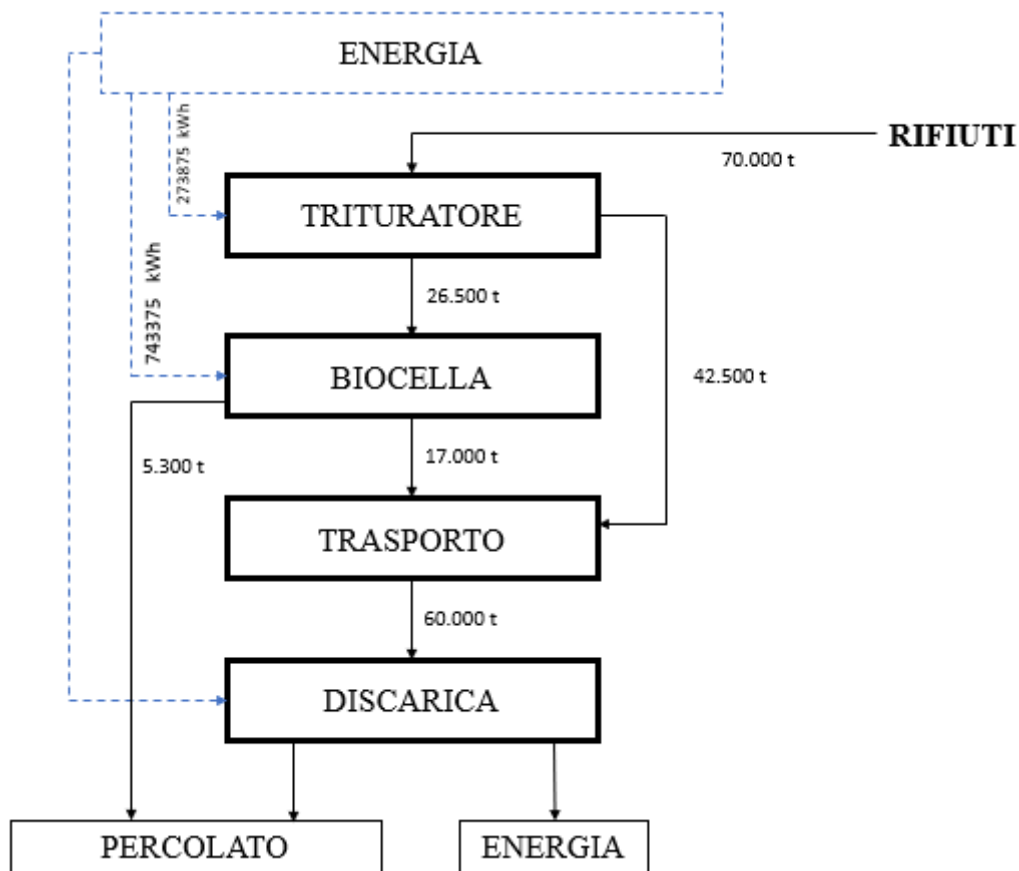 ENERGIA
273875 kWh
743375 kWh
RIFIUTI
70.000 t
TRITURATORE
26.500 t
BIOCELLA
42.500 t
5.300 t
17.000 t
TRASPORTO
60.000 t
DISCARICA
PERCOLATO
ENERGIA